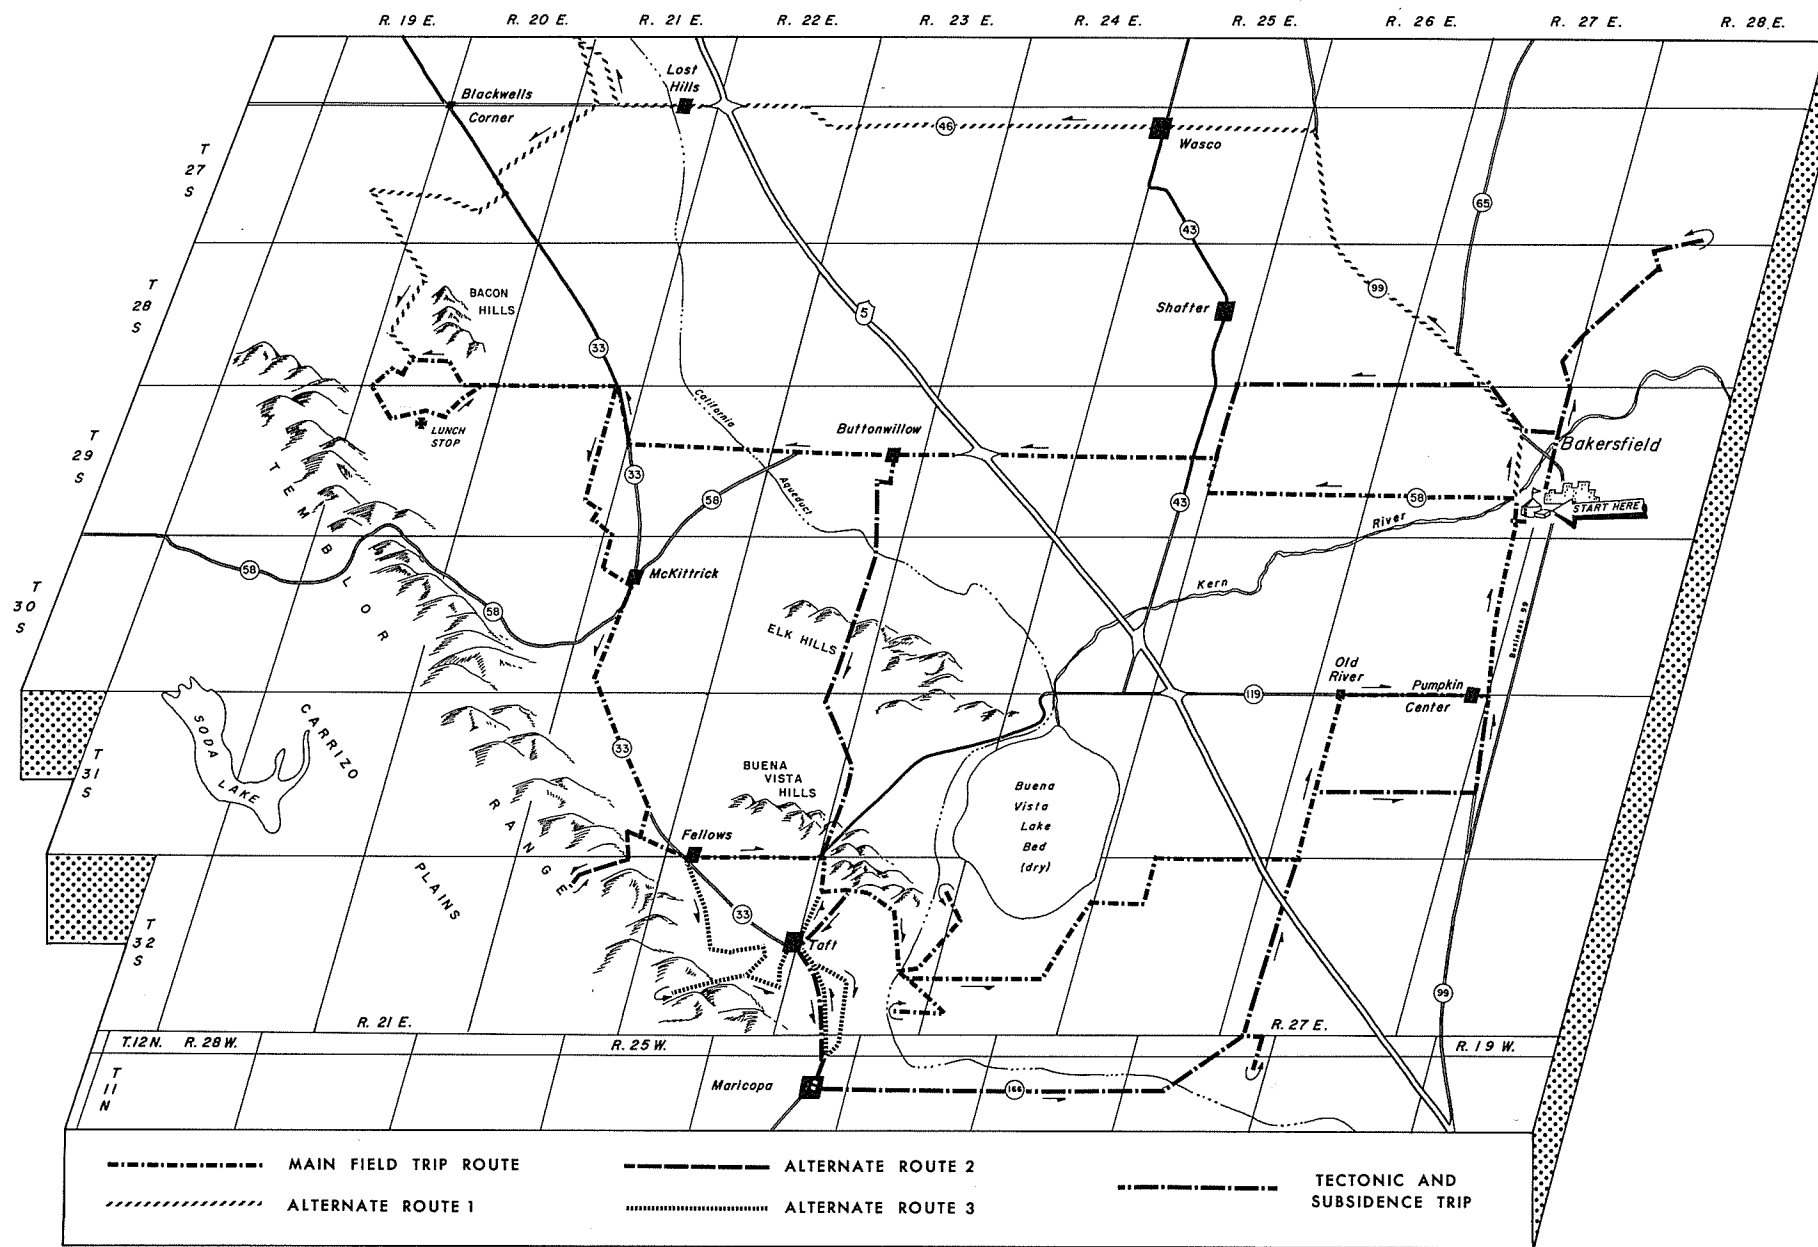 R. 19 E. R. 20 E. R. 21 E. R. 22 E. R. 23 E. R. 24 E. R. 25 E. R. 26 E. R. 27 E. R. 28 E.
Lost
Hills
Blackwells
Corner
46
Wasco
T
27
S
65
43
T
28
S
BACON
HILLS
99
5
Shafter
33
California
Aqueduct
LUNCH
STOP
Buttonwillow
T
29
S
Bakersfield
33
58
43
58
START HERE
River
Kern
TEMBLOR
58
McKittrick
58
T
30
S
ELK HILLS
Business 99
Old
River
Pumpkin
Center
119
SODA
LAKE
CARRIZO
33
T
31
S
BUENA
VISTA
HILLS
Buena
Vista
Lake
Bed
(dry)
RANGE
Fellows
PLAINS
33
T
32
S
Taft
99
R. 21 E. R. 27 E.
T.12N. R. 28W. R. 25 W. R. 19 W.
T
11
N
Maricopa
166
MAIN FIELD TRIP ROUTE
ALTERNATE ROUTE 1
ALTERNATE ROUTE 2
ALTERNATE ROUTE 3
TECTONIC AND
SUBSIDENCE TRIP